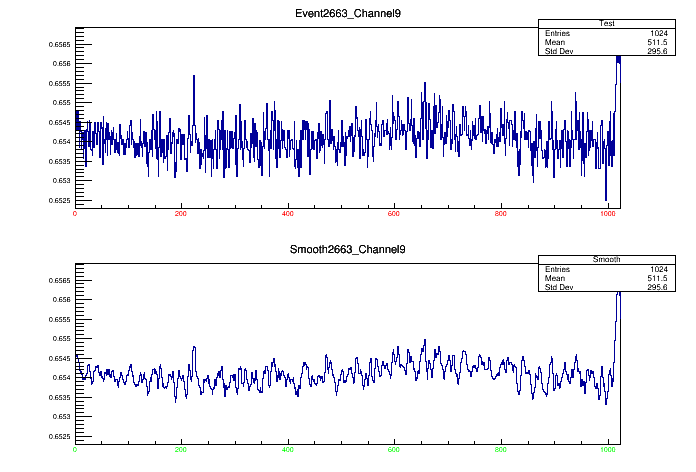 Event2663_Channel9
Test
Entries 1024
Mean 511.5
Std Dev 295.6
0.6565
0.656
0.6555
0.655
0.6545
0.654
0.6535
0.653
0.6525
0 200 400 600 800 1000
Smooth2663_Channel9
Smooth
Entries 1024
Mean 511.5
Std Dev 295.6
0.6565
0.656
0.6555
0.655
0.6545
0.654
0.6535
0.653
0.6525
0 200 400 600 800 1000